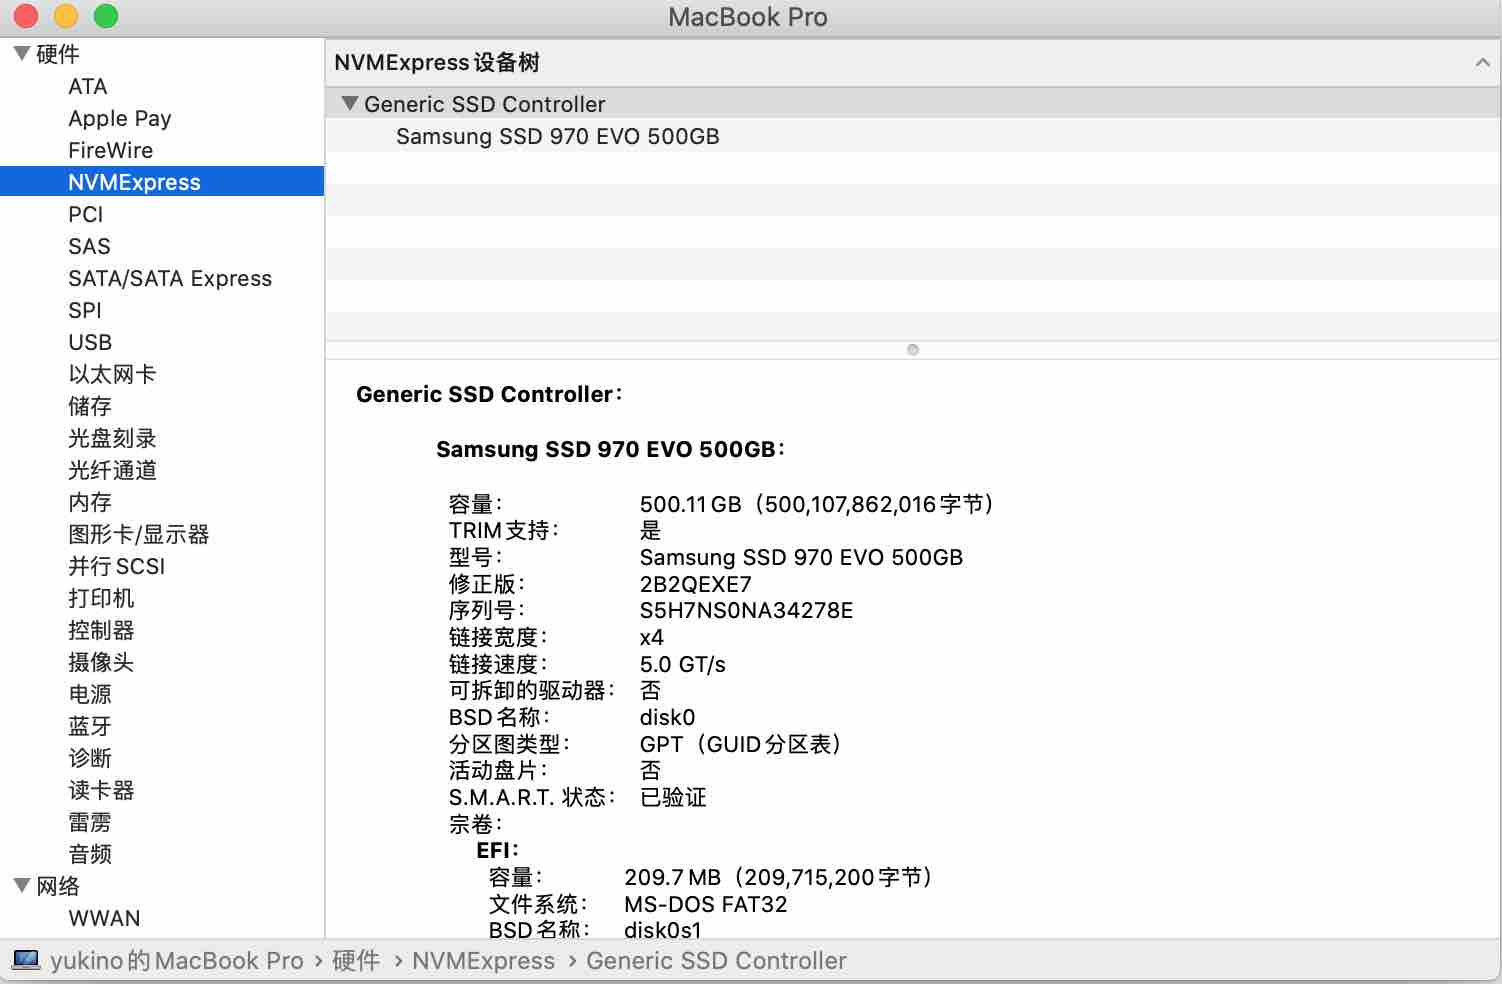 MacBook Pro
硬件
ATA
Apple Pay
FireWire
NVMExpress
PCI
SAS
SATA/SATA Express
SPI
USB
以太网卡
储存
光盘刻录
光纤通道
内存
图形卡/显示器
并行 SCSI
打印机
控制器
摄像头
电源
蓝牙
诊断
读卡器
雷雳
音频
网络
WWAN
NVMExpress 设备树
Generic SSD Controller
Samsung SSD 970 EVO 500GB
Generic SSD Controller：
Samsung SSD 970 EVO 500GB：
容量： 500.11 GB（500,107,862,016 字节）
TRIM 支持： 是
型号： Samsung SSD 970 EVO 500GB
修正版： 2B2QEXE7
序列号： S5H7NS0NA34278E
链接宽度： x4
链接速度： 5.0 GT/s
可拆卸的驱动器： 否
BSD 名称： disk0
分区图类型： GPT（GUID 分区表）
活动盘片： 否
S.M.A.R.T. 状态： 已验证
宗卷：
EFI：
容量： 209.7 MB（209,715,200 字节）
文件系统： MS-DOS FAT32
BSD 名称： disk0s1
yukino 的 MacBook Pro › 硬件 › NVMExpress › Generic SSD Controller